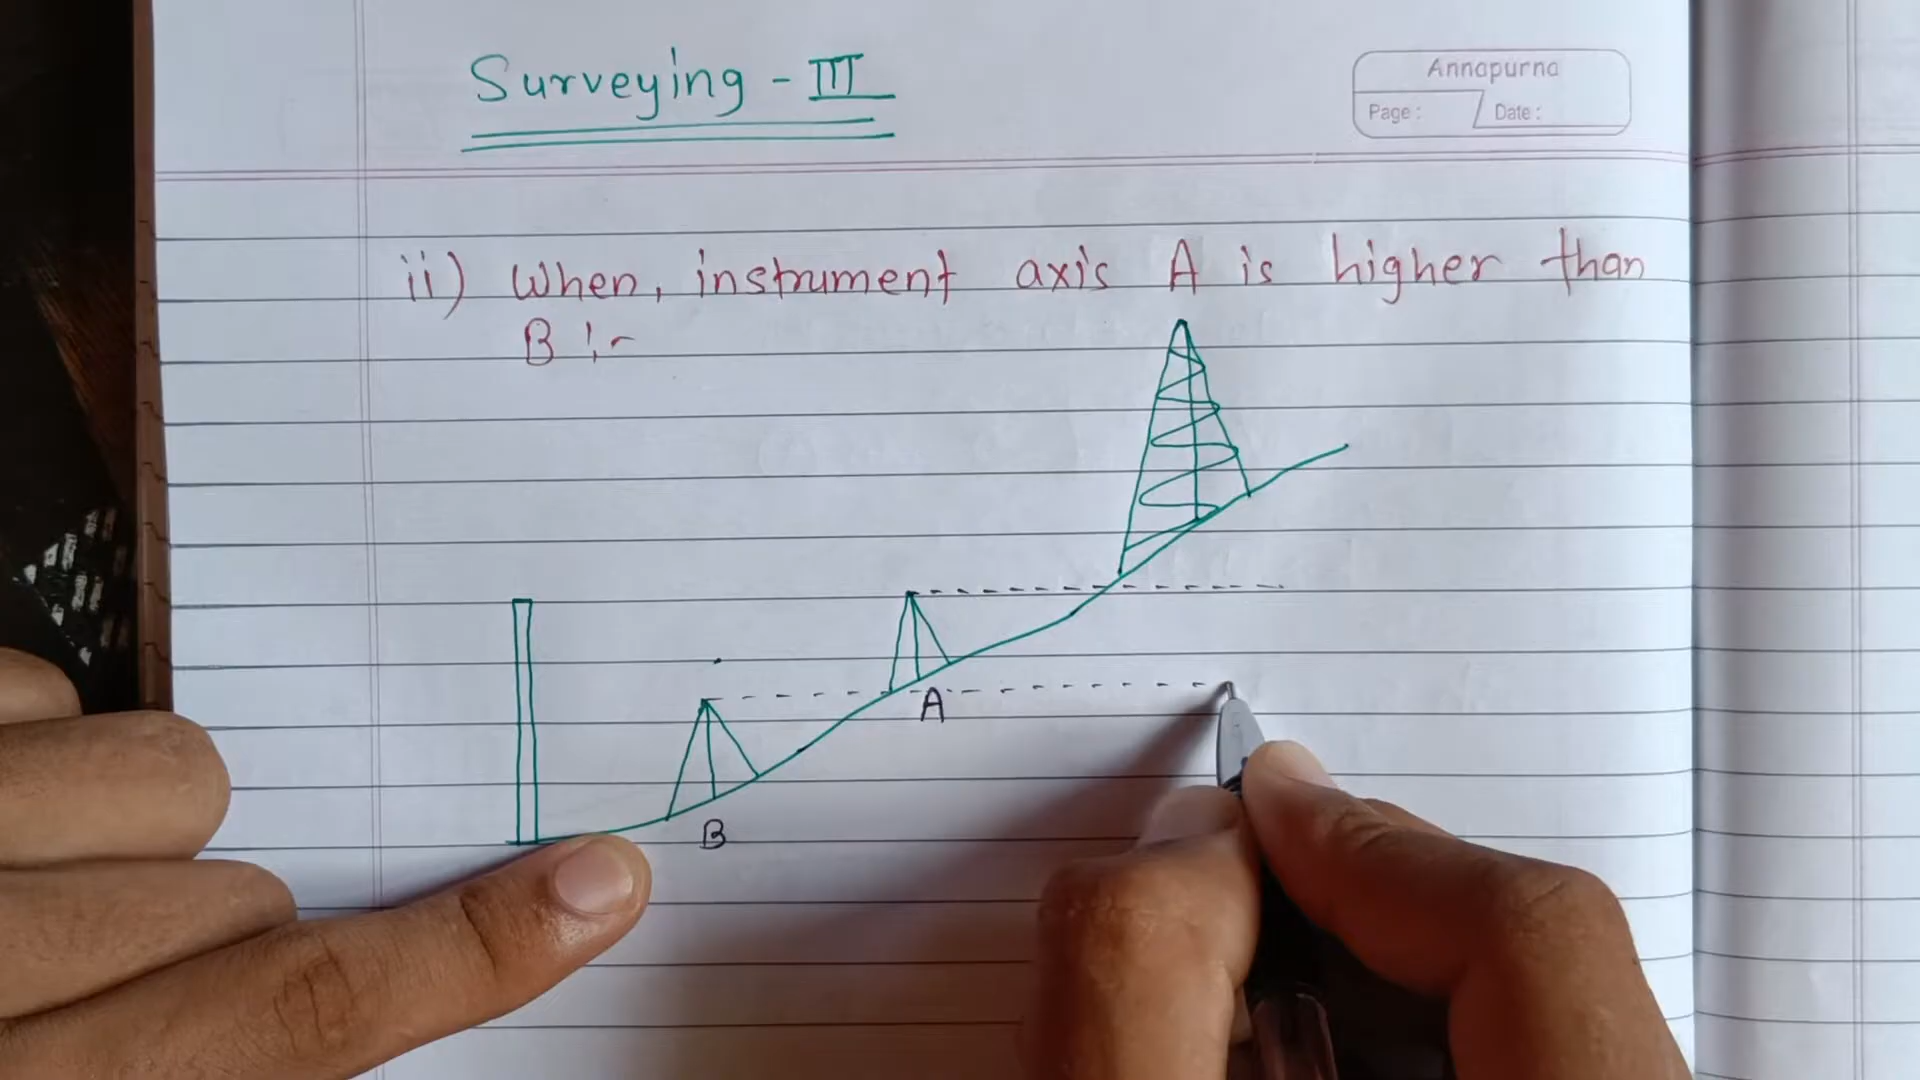 Surveying - III
Annapurna
Page :
Date :
ii) When, instrument axis A is higher than
B :-
A
B